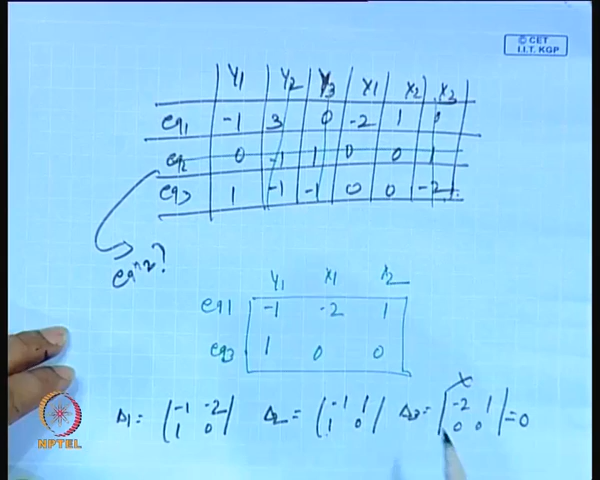 © CET
I.I.T. KGP
Y1 Y2 Y3 X1 X2 X3
eq1 -1 3 0 -2 1 0
eq2 0 -1 1 0 0 1
eq3 1 -1 -1 0 0 -2
eqn 2?
Y1 X1 X2
eq1 -1 -2 1
eq3 1 0 0
Δ1 = |-1 -2| Δ2 = |-1 1| Δ3 = |-2 1| = 0
|1 0| |1 0| |0 0|
NPTEL